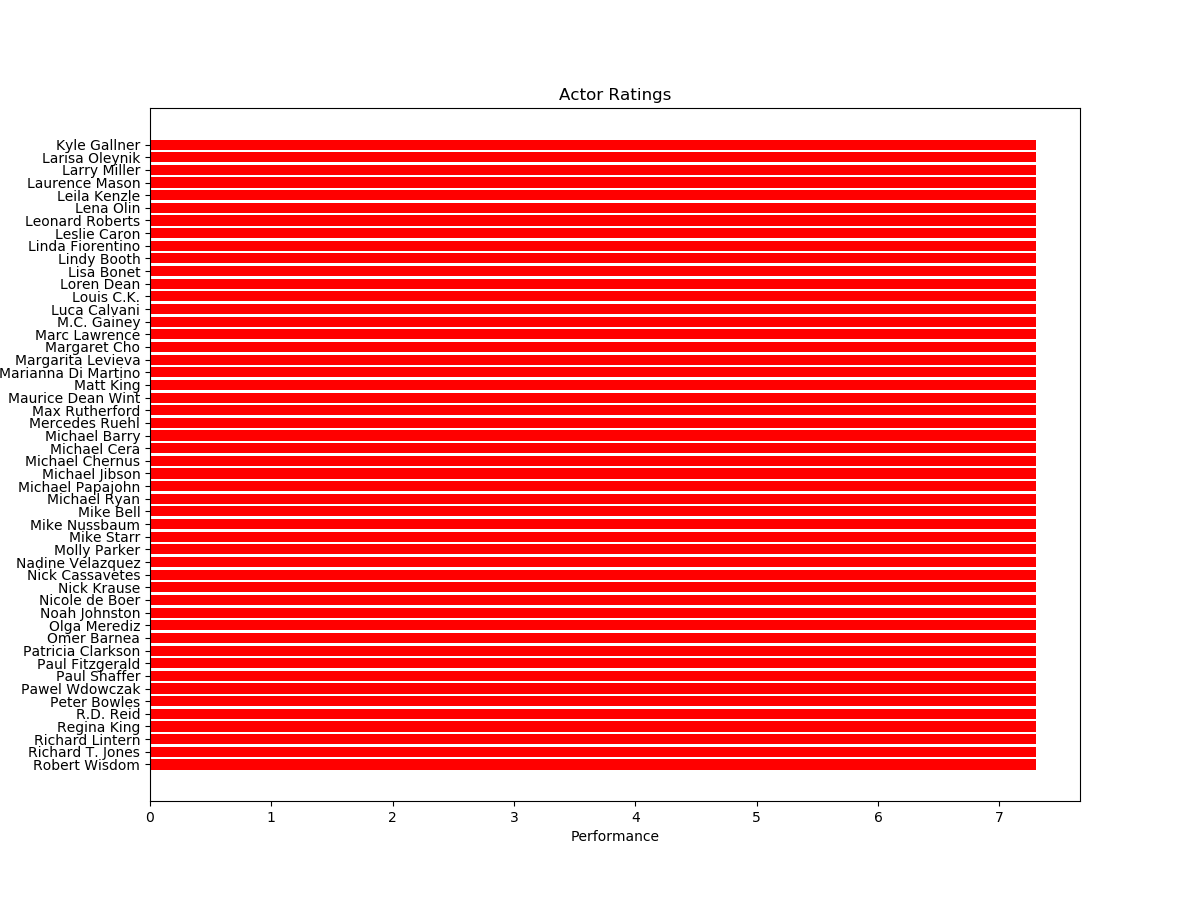 Actor Ratings
Kyle Gallner
Larisa Oleynik
Larry Miller
Laurence Mason
Leila Kenzle
Lena Olin
Leonard Roberts
Leslie Caron
Linda Fiorentino
Lindy Booth
Lisa Bonet
Loren Dean
Louis C.K.
Luca Calvani
M.C. Gainey
Marc Lawrence
Margaret Cho
Margarita Levieva
Marianna Di Martino
Matt King
Maurice Dean Wint
Max Rutherford
Mercedes Ruehl
Michael Barry
Michael Cera
Michael Chernus
Michael Jibson
Michael Papajohn
Michael Ryan
Mike Bell
Mike Nussbaum
Mike Starr
Molly Parker
Nadine Velazquez
Nick Cassavetes
Nick Krause
Nicole de Boer
Noah Johnston
Olga Merediz
Omer Barnea
Patricia Clarkson
Paul Fitzgerald
Paul Shaffer
Pawel Wdowczak
Peter Bowles
R.D. Reid
Regina King
Richard Lintern
Richard T. Jones
Robert Wisdom
0 1 2 3 4 5 6 7
Performance